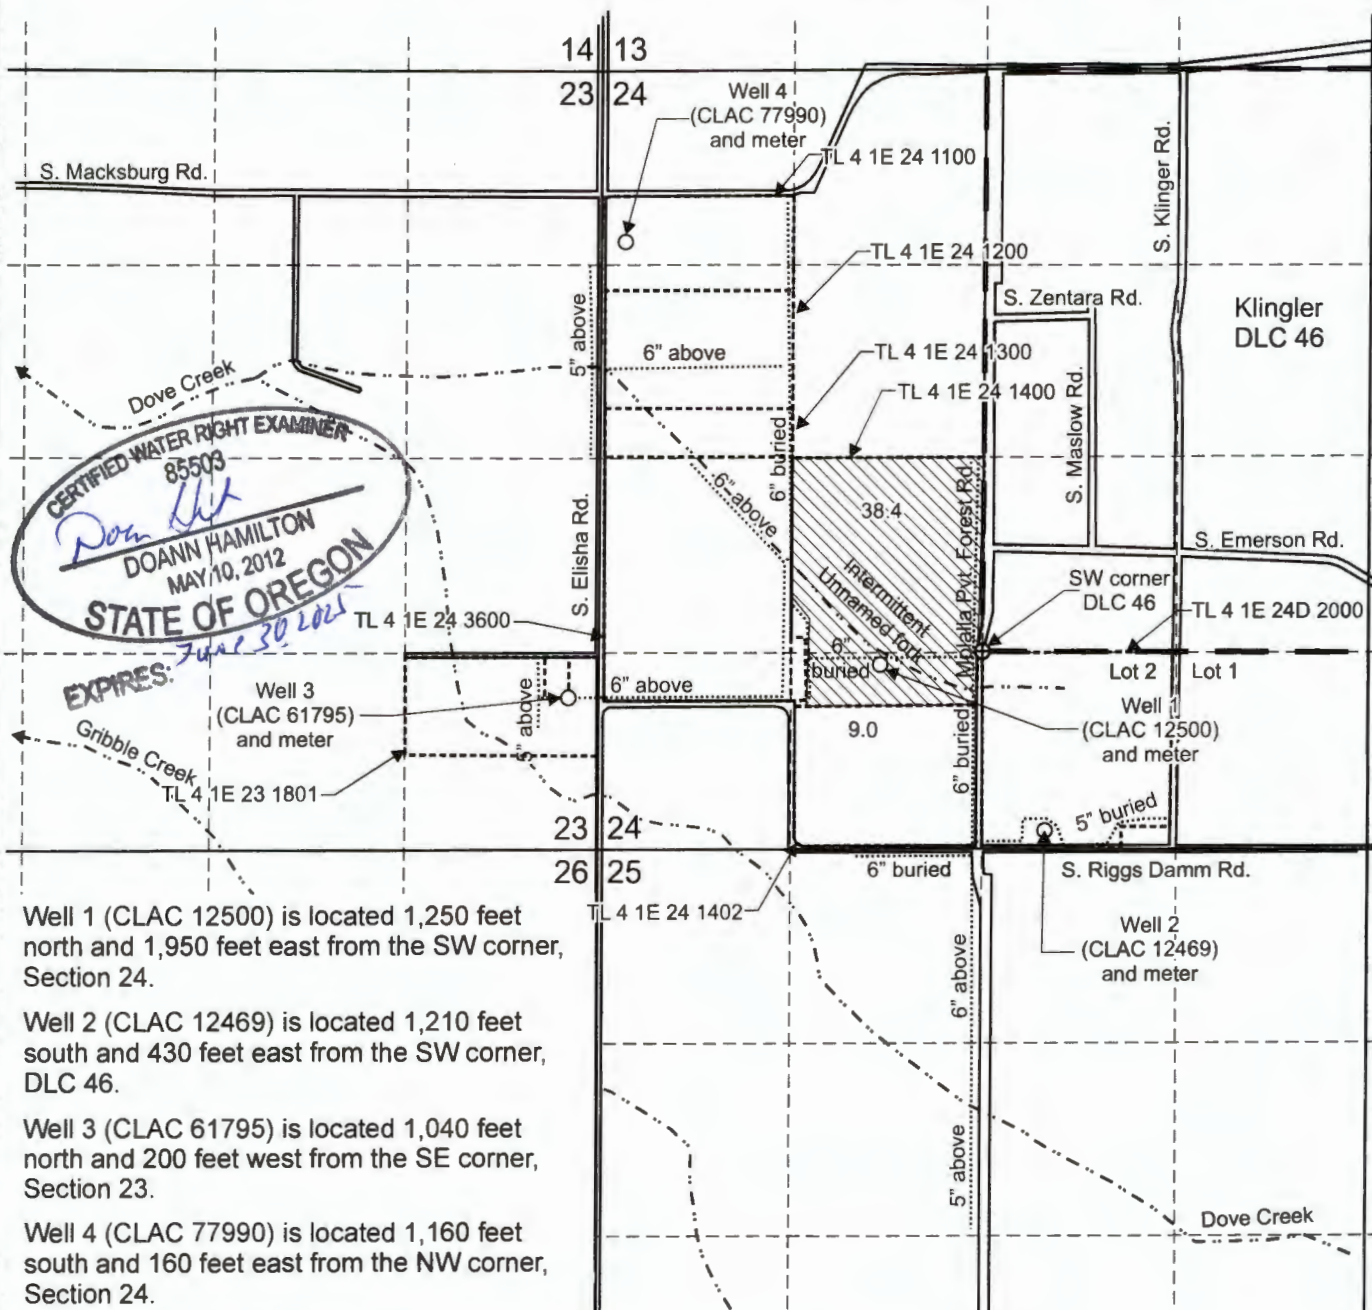 14 13
23 24
Well 4
(CLAC 77990)
and meter
TL 4 1E 24 1100
S. Macksburg Rd.
S. Klinger Rd.
TL 4 1E 24 1200
S. Zentara Rd.
Klingler
DLC 46
5" above
6" above
TL 4 1E 24 1300
TL 4 1E 24 1400
Dove Creek
S. Maslow Rd.
CERTIFIED WATER RIGHT EXAMINER
85503
DOANN HAMILTON
MAY 10, 2012
STATE OF OREGON
EXPIRES: June 30 2025
6" buried
6" above
38.4
Molalla Pvt. Forest Rd.
S. Elisha Rd.
S. Emerson Rd.
Intermittent
Unnamed fork
SW corner
DLC 46
TL 4 1E 24D 2000
TL 4 1E 24 3600
6"
buried
Lot 2 Lot 1
Well 3
(CLAC 61795)
and meter
5" above
6" above
Well 1
(CLAC 12500)
and meter
9.0
6" buried
Gribble Creek
TL 4 1E 23 1801
5" buried
23 24
26 25
6" buried
S. Riggs Damm Rd.
TL 4 1E 24 1402
Well 2
(CLAC 12469)
and meter
6" above
5" above
Dove Creek
Well 1 (CLAC 12500) is located 1,250 feet
north and 1,950 feet east from the SW corner,
Section 24.
Well 2 (CLAC 12469) is located 1,210 feet
south and 430 feet east from the SW corner,
DLC 46.
Well 3 (CLAC 61795) is located 1,040 feet
north and 200 feet west from the SE corner,
Section 23.
Well 4 (CLAC 77990) is located 1,160 feet
south and 160 feet east from the NW corner,
Section 24.